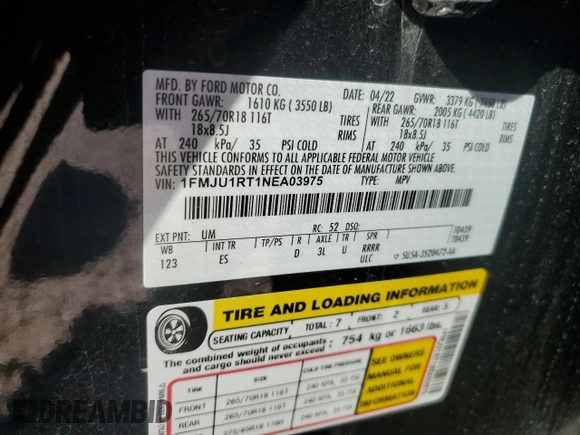 MFD. BY FORD MOTOR CO. 04/22 GVWR: 3379 KG (7450 LB)
FRONT GAWR: 1610 KG (3550 LB) REAR GAWR: 2005 KG (4420 LB)
WITH 265/70R18 116T TIRES WITH 265/70R18 116T TIRES
18x8.5J RIMS 18x8.5J RIMS
AT 240 kPa/ 35 PSI COLD AT 240 kPa/ 35 PSI COLD
THIS VEHICLE CONFORMS TO ALL APPLICABLE FEDERAL MOTOR VEHICLE
SAFETY STANDARDS IN EFFECT ON THE DATE OF MANUFACTURE SHOWN ABOVE.
VIN: 1FMJU1RT1NEA03975 TYPE: MPV
EXT PNT: UM RC: 52 DSO:
WB INT TR TP/PS R AXLE TR SPR
123 ES D 3L U RRRR
ULC
TIRE AND LOADING INFORMATION
SEATING CAPACITY TOTAL: 7 FRONT: 2 REAR: 5
The combined weight of occupants and cargo should never exceed: 754 kg or 1663 lbs.
TIRE SIZE COLD TIRE PRESSURE
FRONT 265/70R18 116T
REAR 265/70R18 116T
SEE OWNERS
MANUAL FOR
ADDITIONAL
INFORMATION
DREAMBID